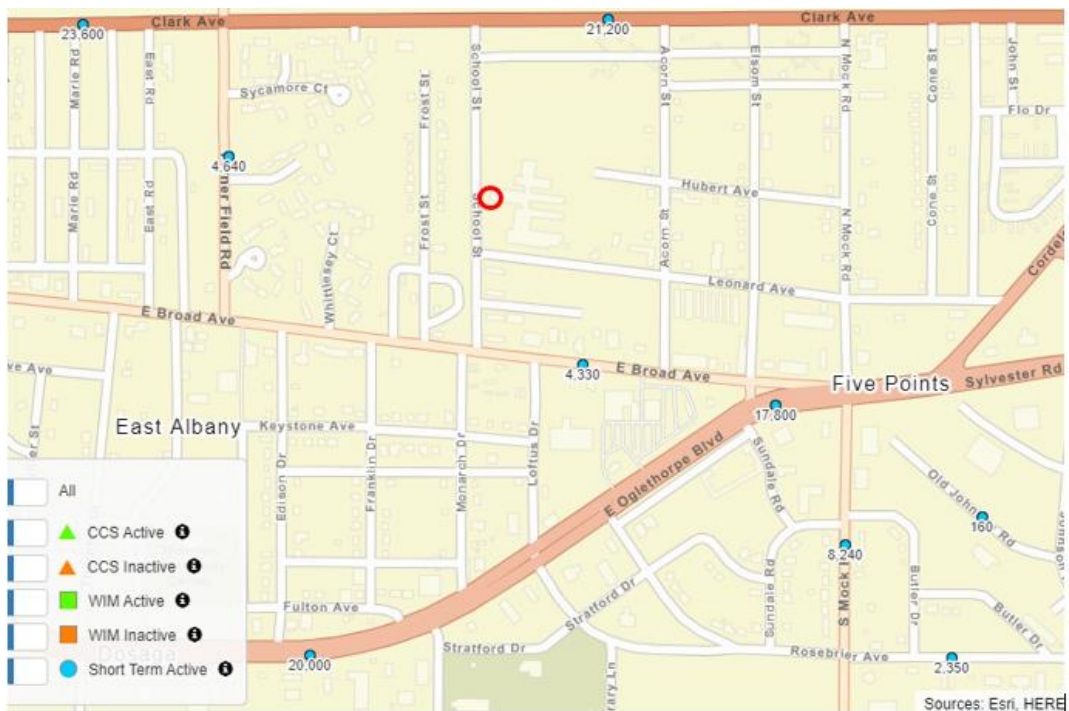 Clark Ave
Clark Ave
23,600
21,200
Marie Rd
East Rd
Sycamore Ct
Frost St
School St
Acorn St
Elsom St
N Mock Rd
Cone St
John St
Flo Dr
4,640
ner Field Rd
Marie Rd
East Rd
Frost St
School St
Hubert Ave
Acorn St
N Mock Rd
Cone St
Whittlesey Ct
Leonard Ave
E Broad Ave
4,330
E Broad Ave
Five Points
Sylvester Rd
17,800
East Albany
Keystone Ave
Edison Dr
Franklin Dr
Monarch Dr
Loftus Dr
E Oglethorpe Blvd
Sundale Rd
Old John
Rd
160
8,240
All
CCS Active
CCS Inactive
WIM Active
WIM Inactive
Short Term Active
Fulton Ave
Stratford Dr
Stratford Dr
Sundale Rd
S Mock
Butler Dr
Butler Dr
Rosebrier Ave
2,350
20,000
Sources: Esri, HERE